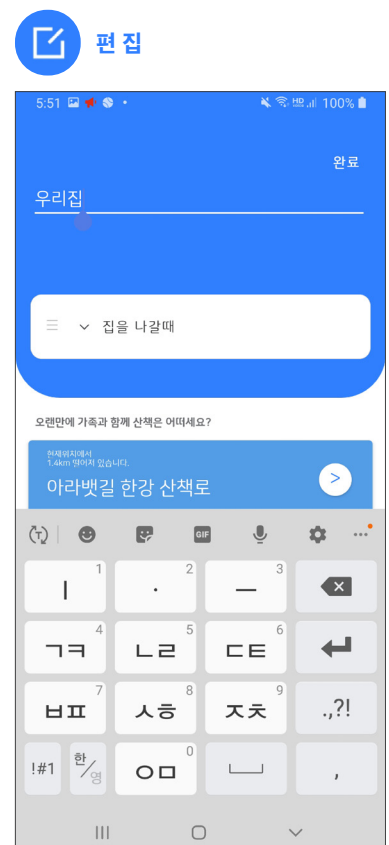 편집
5:51 100%
완료
우리집
집을 나갈때
오랜만에 가족과 함께 산책은 어떠세요?
현재위치에서
1.4km 떨어져 있습니다.
아라뱃길 한강 산책로
>
GIF
ㅣ 1 · 2 ㅡ 3
ㄱㅋ 4 ㄴㄹ 5 ㄷㅌ 6
ㅂㅍ 7 ㅅㅎ 8 ㅈㅊ 9 .,?!
!#1 한/영 ㅇㅁ 0 ,